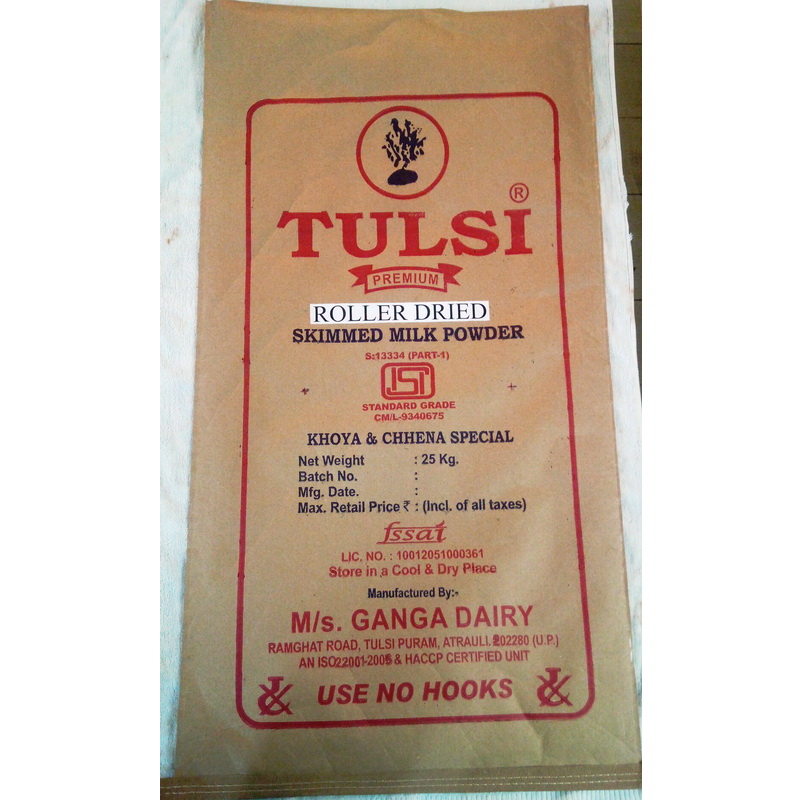 ®
TULSI
PREMIUM
ROLLER DRIED
SKIMMED MILK POWDER
S:13334 (PART-1)
ISI
STANDARD GRADE
CM/L-9340675
KHOYA & CHHENA SPECIAL
Net Weight : 25 Kg.
Batch No. :
Mfg. Date. :
Max. Retail Price ₹ : (Incl. of all taxes)
fssai
LIC. NO. : 10012051000361
Store in a Cool & Dry Place
Manufactured By:-
M/s. GANGA DAIRY
RAMGHAT ROAD, TULSI PURAM, ATRAULI. 202280 (U.P.)
AN ISO22001-2005 & HACCP CERTIFIED UNIT
USE NO HOOKS